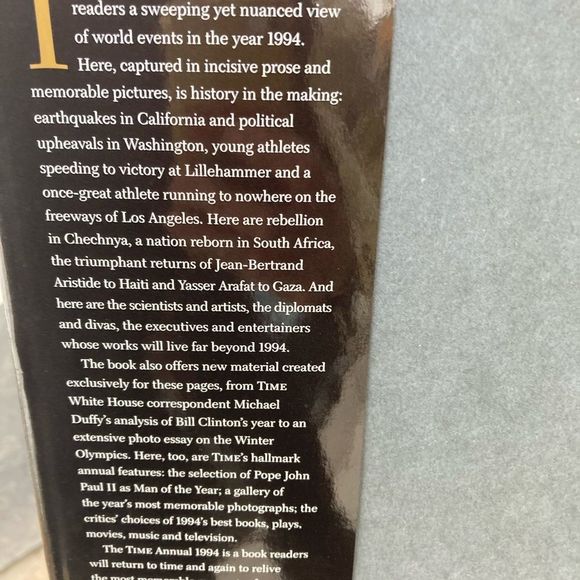 readers a sweeping yet nuanced view
of world events in the year 1994.
Here, captured in incisive prose and
memorable pictures, is history in the making:
earthquakes in California and political
upheavals in Washington, young athletes
speeding to victory at Lillehammer and a
once-great athlete running to nowhere on the
freeways of Los Angeles. Here are rebellion
in Chechnya, a nation reborn in South Africa,
the triumphant returns of Jean-Bertrand
Aristide to Haiti and Yasser Arafat to Gaza. And
here are the scientists and artists, the diplomats
and divas, the executives and entertainers
whose works will live far beyond 1994.
The book also offers new material created
exclusively for these pages, from TIME
White House correspondent Michael
Duffy's analysis of Bill Clinton's year to an
extensive photo essay on the Winter
Olympics. Here, too, are TIME's hallmark
annual features: the selection of Pope John
Paul II as Man of the Year; a gallery of
the year's most memorable photographs; the
critics' choices of 1994's best books, plays,
movies, music and television.
The TIME Annual 1994 is a book readers
will return to time and again to relive
the most